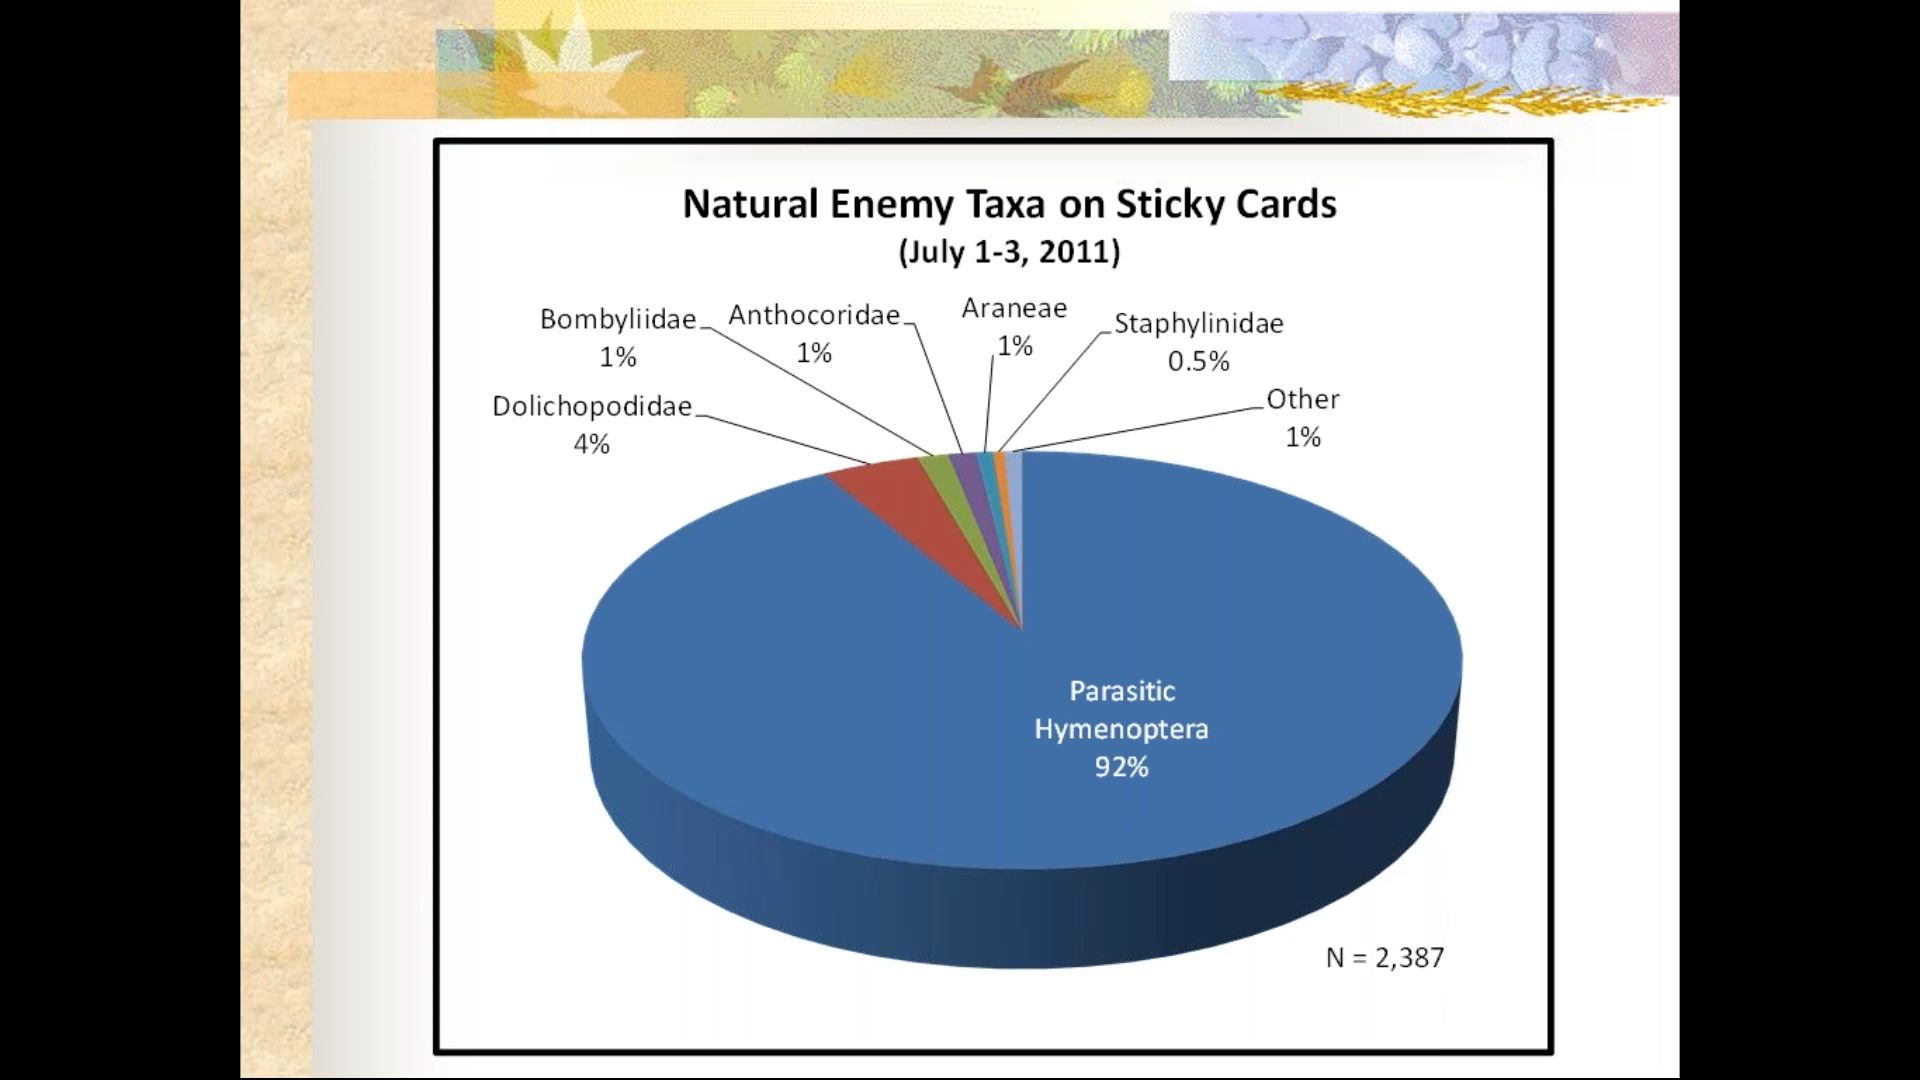 Natural Enemy Taxa on Sticky Cards
(July 1-3, 2011)
Bombyliidae
1%
Anthocoridae
1%
Araneae
1%
Staphylinidae
0.5%
Dolichopodidae
4%
Other
1%
Parasitic
Hymenoptera
92%
N = 2,387